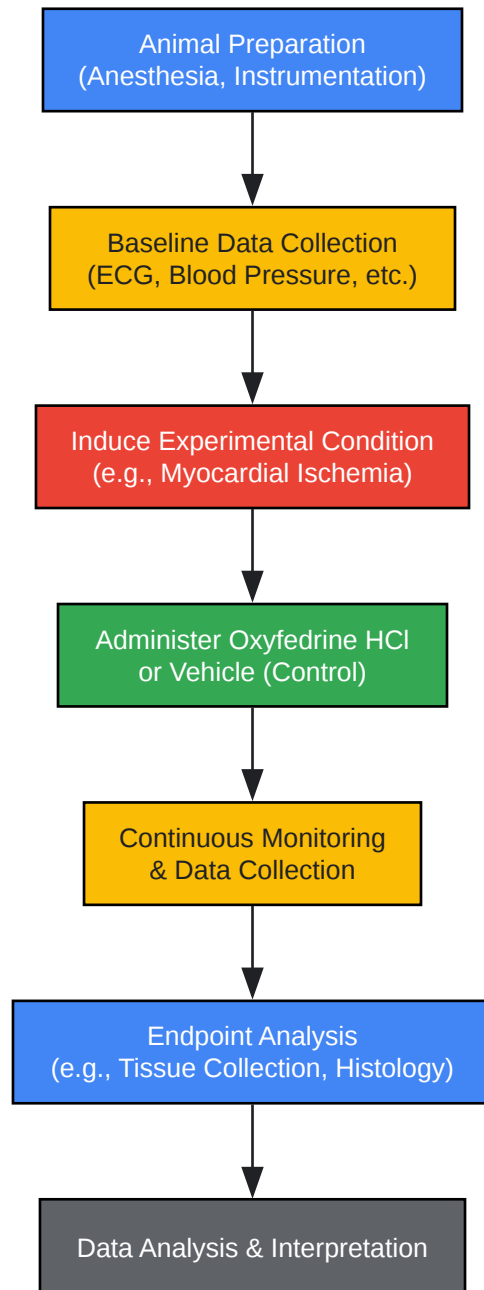 Animal Preparation
(Anesthesia, Instrumentation)
Baseline Data Collection
(ECG, Blood Pressure, etc.)
Induce Experimental Condition
(e.g., Myocardial Ischemia)
Administer Oxyfedrine HCl
or Vehicle (Control)
Continuous Monitoring
& Data Collection
Endpoint Analysis
(e.g., Tissue Collection, Histology)
Data Analysis & Interpretation